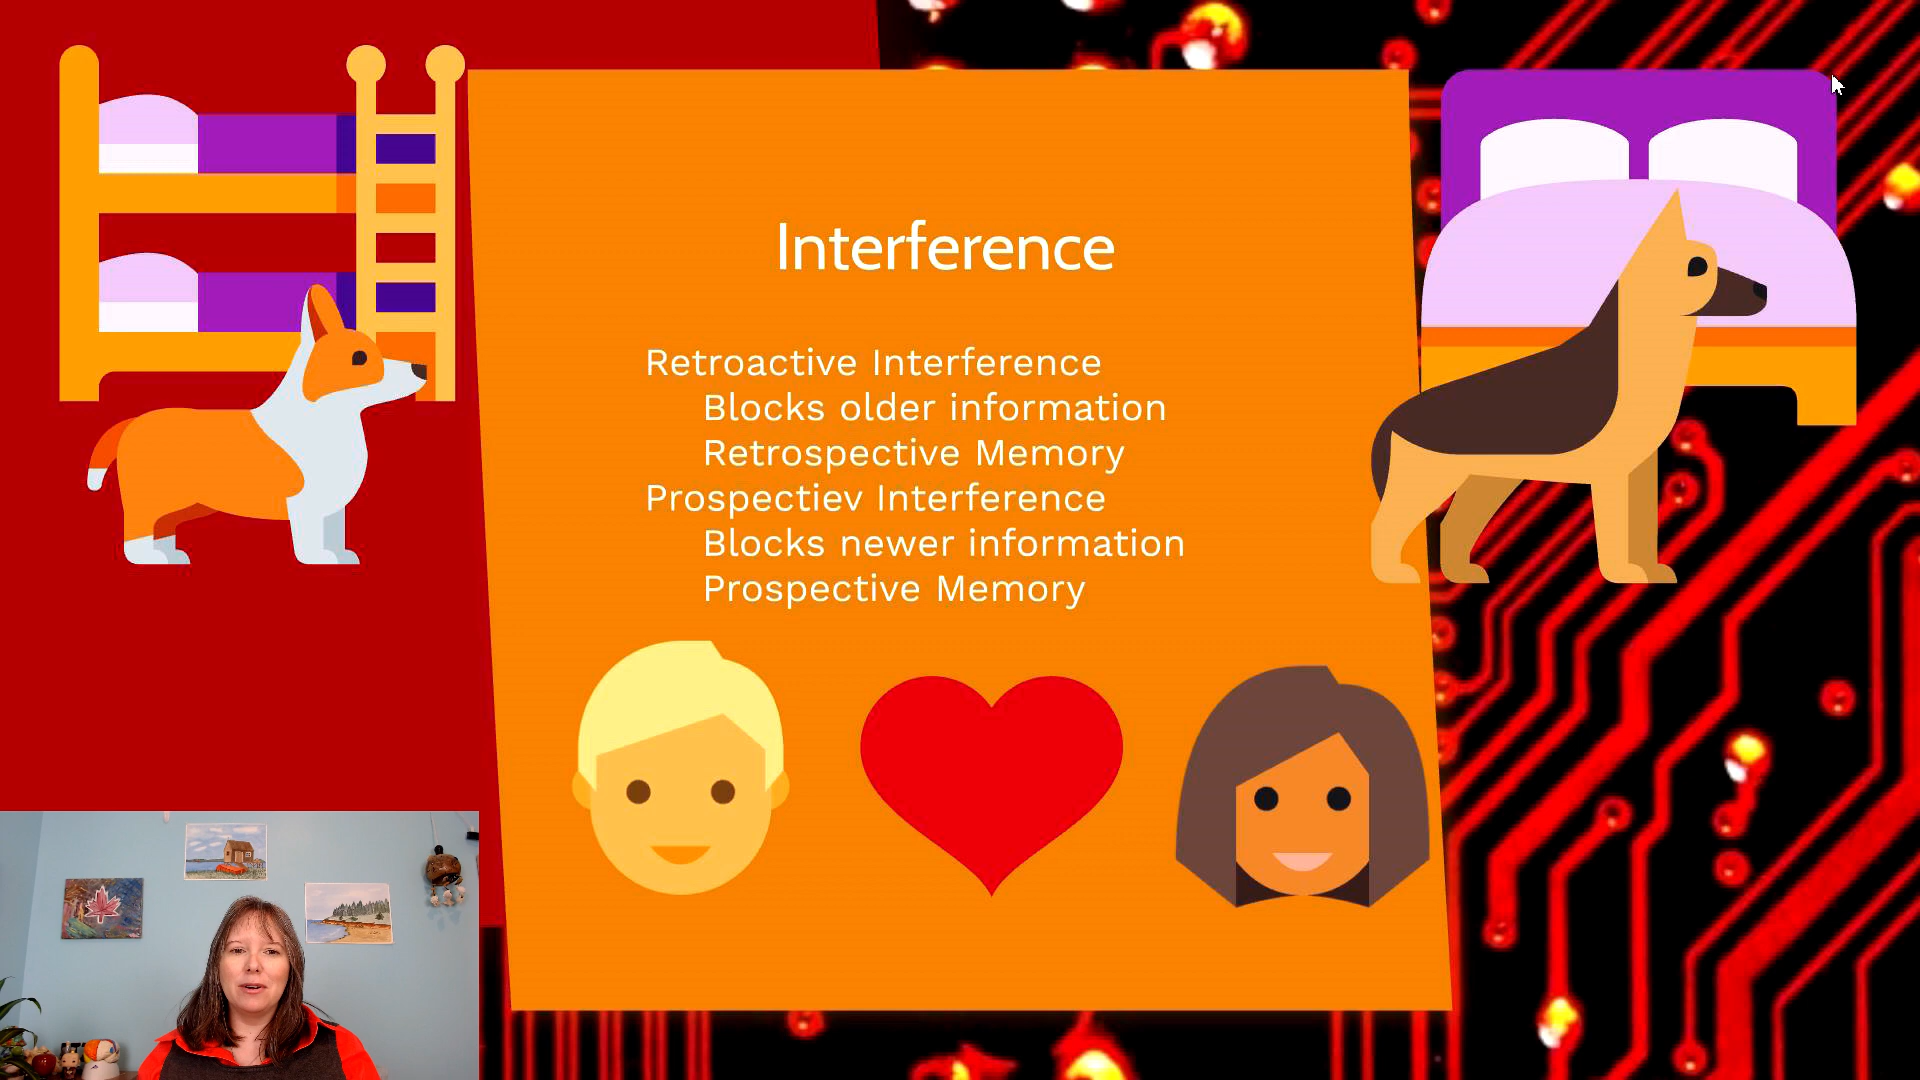 Interference
Retroactive Interference
Blocks older information
Retrospective Memory
Prospectiev Interference
Blocks newer information
Prospective Memory